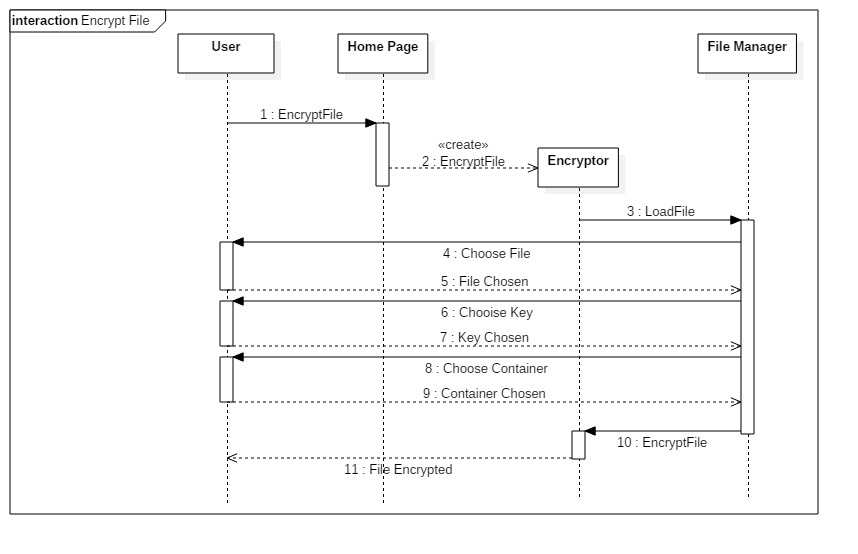 interaction Encrypt File
User
Home Page
File Manager
1 : EncryptFile
«create»
2 : EncryptFile
Encryptor
3 : LoadFile
4 : Choose File
5 : File Chosen
6 : Chooise Key
7 : Key Chosen
8 : Choose Container
9 : Container Chosen
10 : EncryptFile
11 : File Encrypted